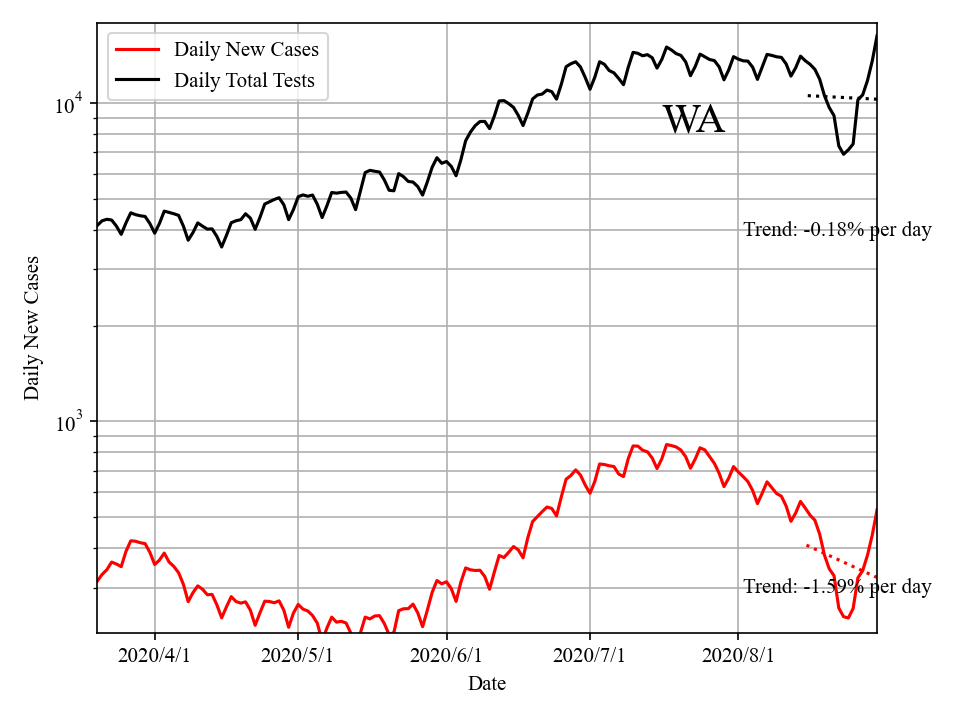 Daily New Cases
Daily Total Tests
10^4
WA
Trend: -0.18% per day
Daily New Cases
10^3
Trend: -1.59% per day
2020/4/1 2020/5/1 2020/6/1 2020/7/1 2020/8/1
Date